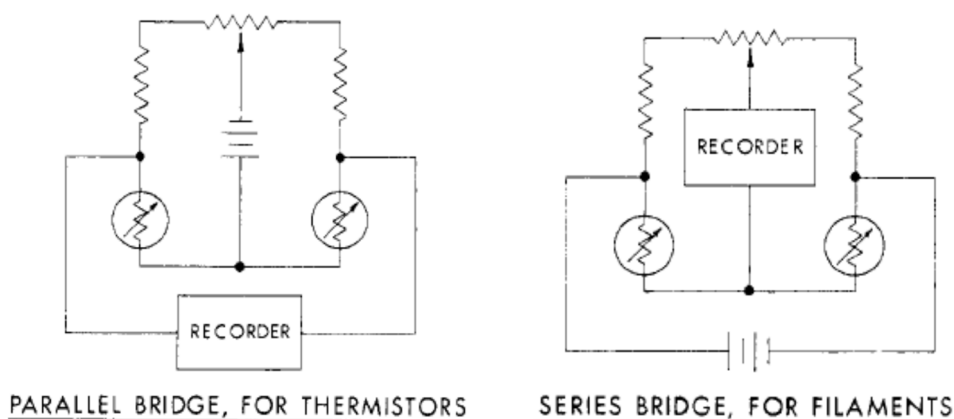 RECORDER
RECORDER
PARALLEL BRIDGE, FOR THERMISTORS
SERIES BRIDGE, FOR FILAMENTS